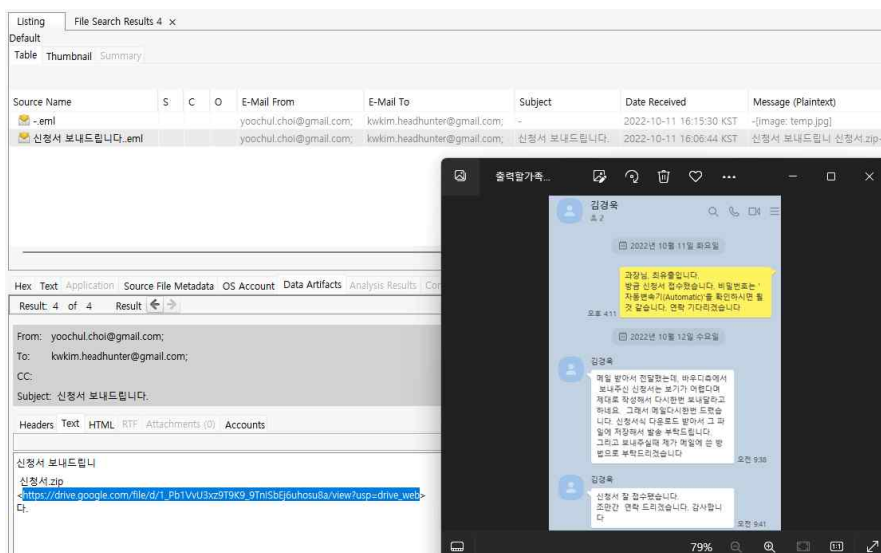 Listing
File Search Results 4 ×
Default
Table Thumbnail Summary
Source Name S C O E-Mail From E-Mail To Subject Date Received Message (Plaintext)
-.eml yoochul.choi@gmail.com; kwkim.headhunter@gmail.com; - 2022-10-11 16:15:30 KST -[image: temp.jpg]
신청서 보내드립니다..eml yoochul.choi@gmail.com; kwkim.headhunter@gmail.com; 신청서 보내드립니다. 2022-10-11 16:06:44 KST 신청서 보내드립니 신청서.zip
Hex Text Application Source File Metadata OS Account Data Artifacts Analysis Results
Result: 4 of 4 Result
From: yoochul.choi@gmail.com;
To: kwkim.headhunter@gmail.com;
CC:
Subject: 신청서 보내드립니다.
Headers Text HTML RTF Attachments (0) Accounts
신청서 보내드립니
신청서.zip
<https://drive.google.com/file/d/1_Pb1VvU3xz9T9K9_9TnISbEj6uhosu8a/view?usp=drive_web>
다.
출력할가족...
김경욱
2
2022년 10월 11일 화요일
과장님, 최유출입니다.
방금 신청서 접수했습니다. 비밀번호는 '
자동변속기(Automatic)'를 확인하시면 될
것 같습니다. 연락 기다리겠습니다
오후 4:11
2022년 10월 12일 수요일
김경욱
메일 받아서 전달했는데, 바우디측에서
보내주신 신청서는 보기가 어렵다며
제대로 작성해서 다시한번 보내달라고
하네요. 그래서 메일다시한번 드렸습
니다. 신청서식 다운로드 받아서 그 파
일에 저장해서 발송 부탁드립니다.
그리고 보내주실때 제가 메일에 쓴 방
법으로 부탁드리겠습니다
오전 9:38
김경욱
신청서 잘 접수됐습니다.
조만간 연락 드리겠습니다. 감사합니
다
오전 9:41
79%
1:1